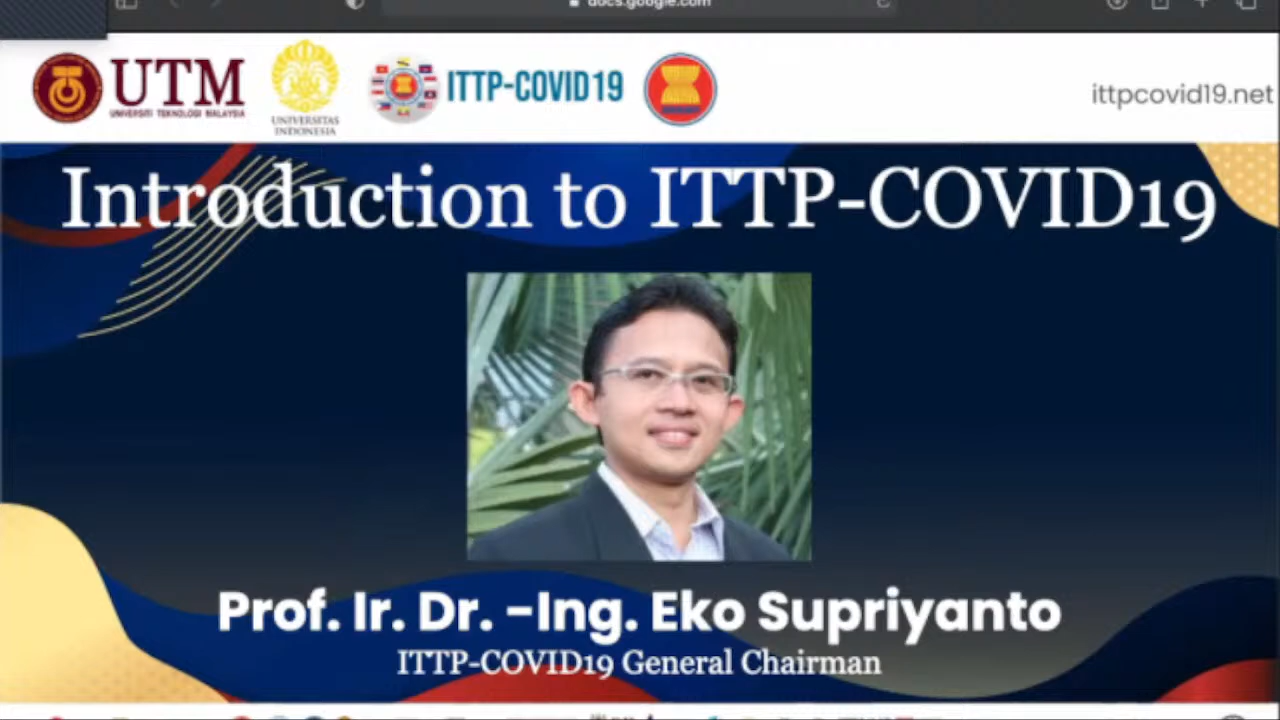 docs.google.com
UTM
UNIVERSITI TEKNOLOGI MALAYSIA
UNIVERSITAS
INDONESIA
ITTP-COVID19
ittpcovid19.net
Introduction to ITTP-COVID19
Prof. Ir. Dr. -Ing. Eko Supriyanto
ITTP-COVID19 General Chairman